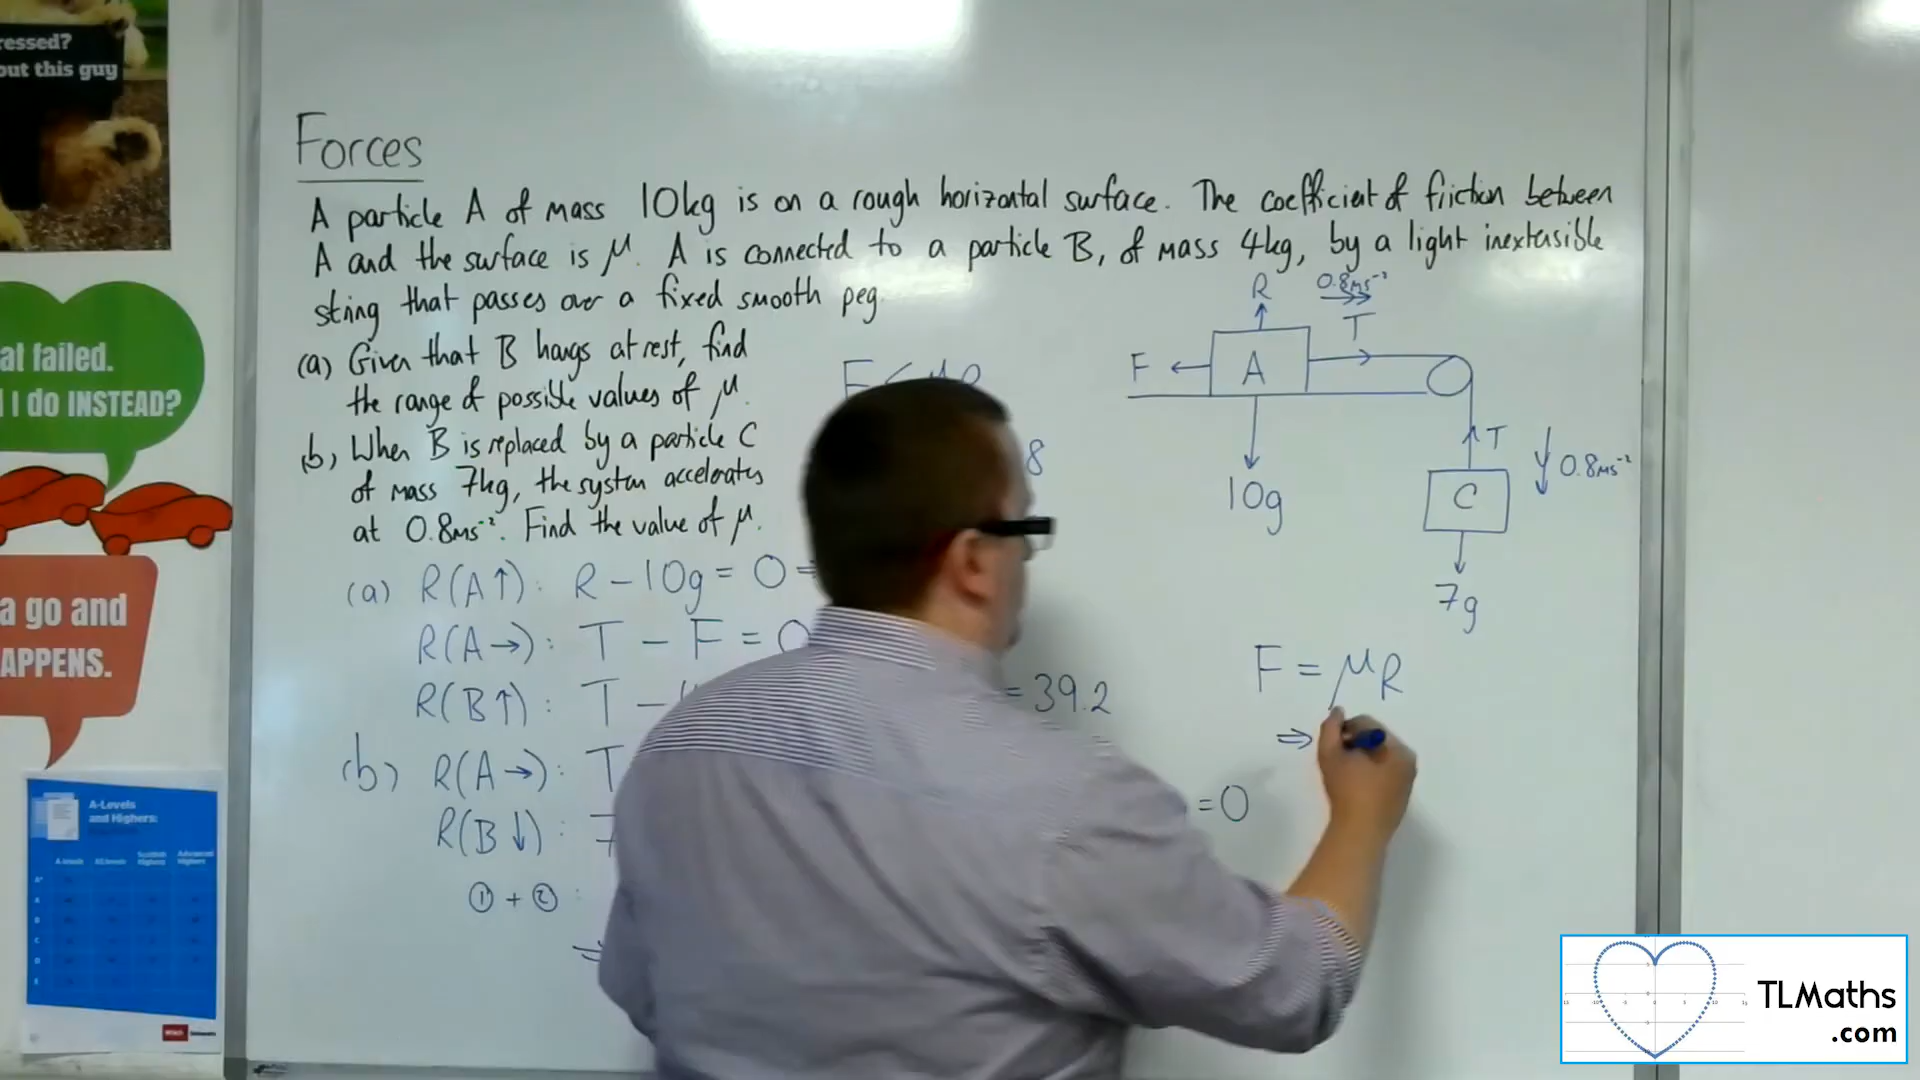 ressed?
out this guy
at failed.
I do INSTEAD?
a go and
APPENS.
A-Levels
and Highers:
Forces
A particle A of mass 10kg is on a rough horizontal surface. The coefficient of friction between
A and the surface is μ. A is connected to a particle B, of mass 4kg, by a light inextensible
string that passes over a fixed smooth peg.
(a) Given that B hangs at rest, find
the range of possible values of μ.
(b) When B is replaced by a particle C
of mass 7kg, the system accelerates
at 0.8ms⁻². Find the value of μ.
(a) R(A↑): R - 10g = 0
R(A→): T - F = 0
R(B↑): T -
= 39.2
(b) R(A→): T
R(B↓): 7
= 0
① + ② :
⇒
8
R
0.8ms⁻²
T
F
A
10g
T
0.8ms⁻²
C
7g
F = μR
⇒
TLMaths
.com